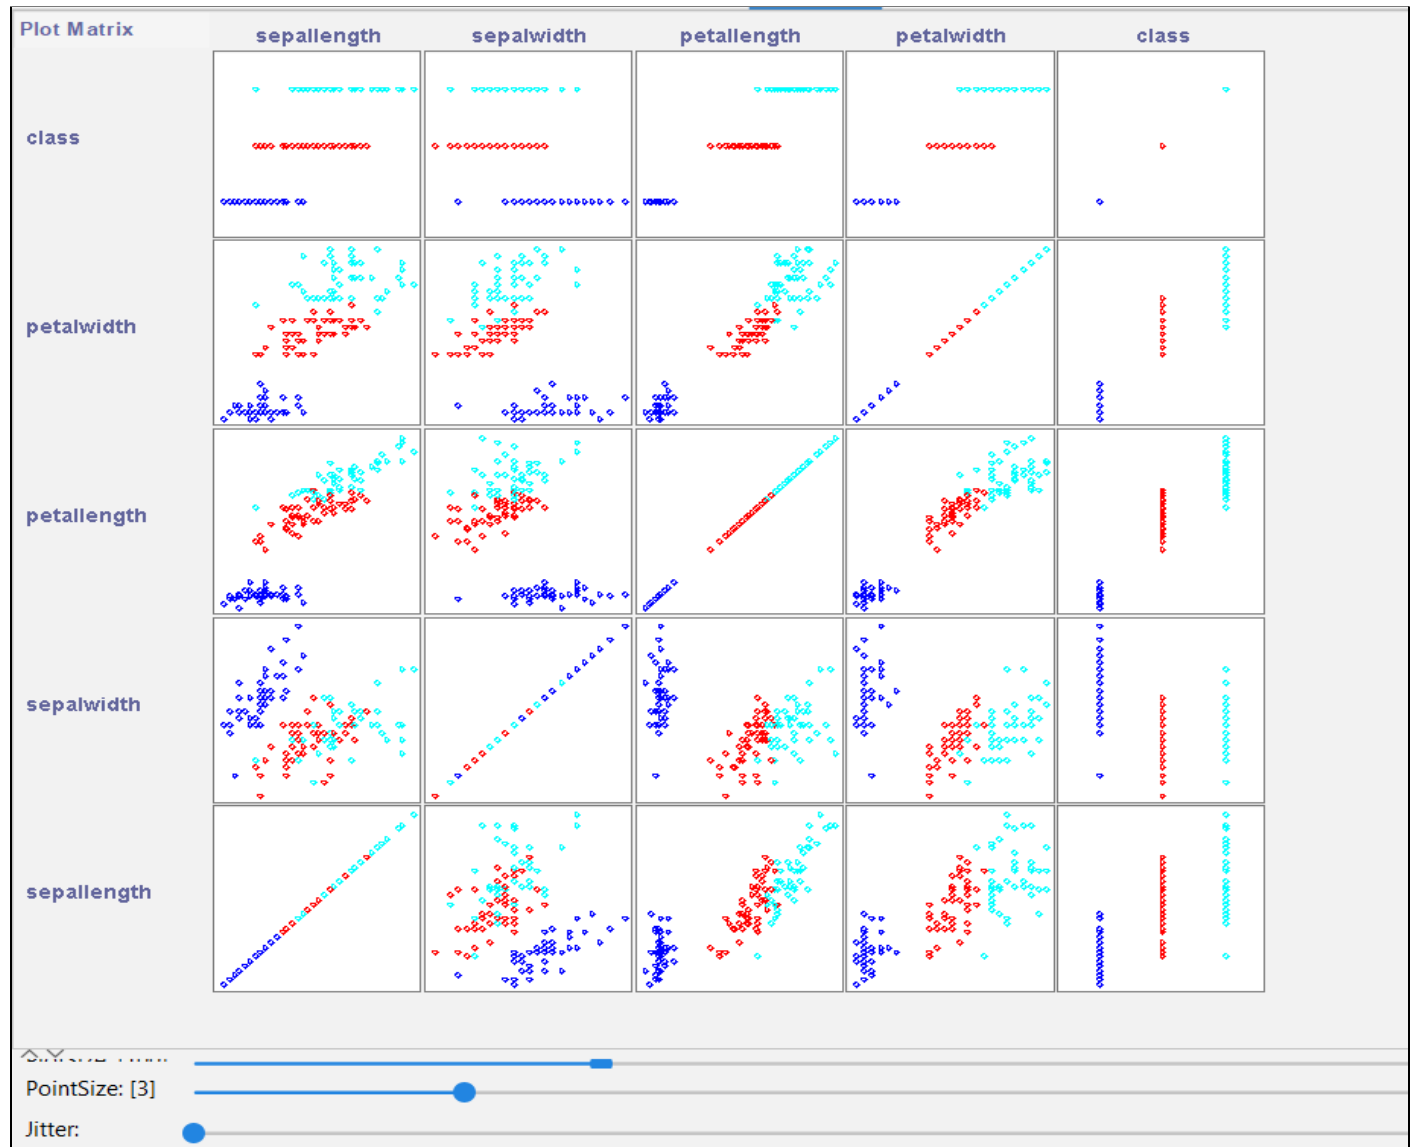 Plot Matrix
sepallength sepalwidth petallength petalwidth class
class
petalwidth
petallength
sepalwidth
sepallength
PointSize: [3]
Jitter: